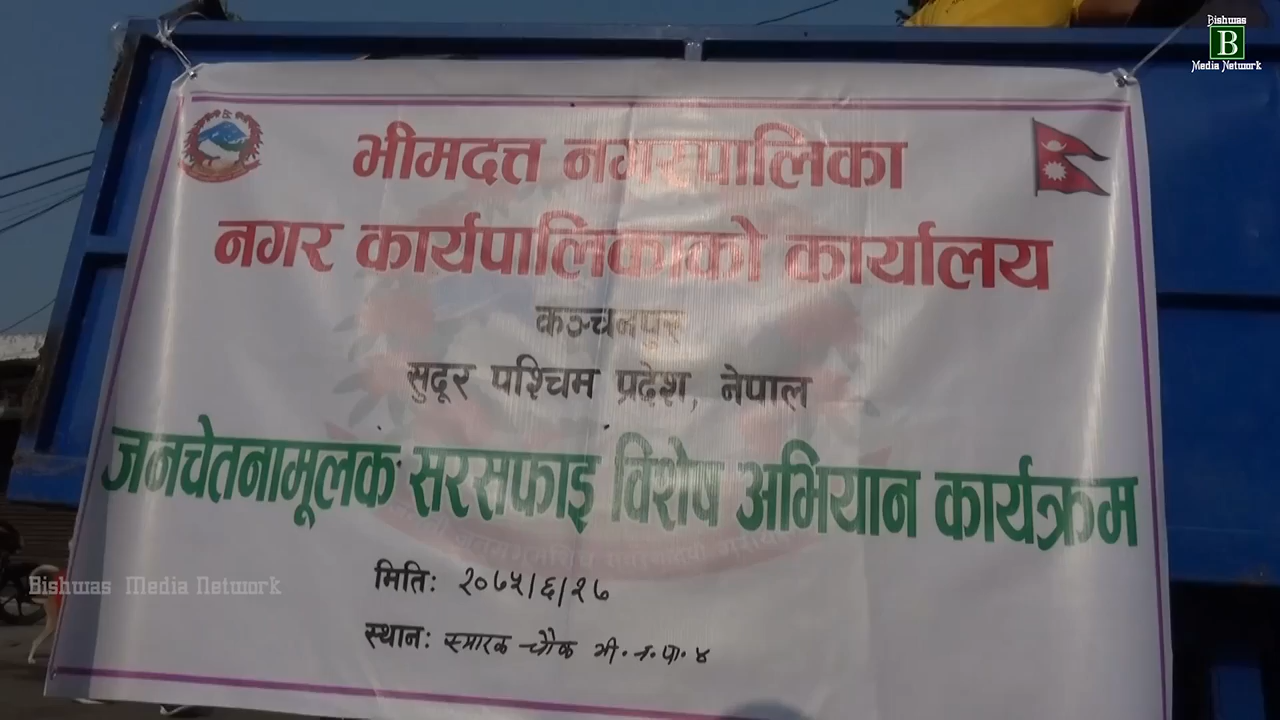 Bishwas
B
Media Network
भीमदत्त नगरपालिका
नगर कार्यपालिकाको कार्यालय
कञ्चनपुर
सुदूर पश्चिम प्रदेश, नेपाल
जनचेतनामूलक सरसफाइ विशेष अभियान कार्यक्रम
मिति: २०७५/६/२७
स्थान: स्मारक चौक भी.न.पा.४
Bishwas Media Network